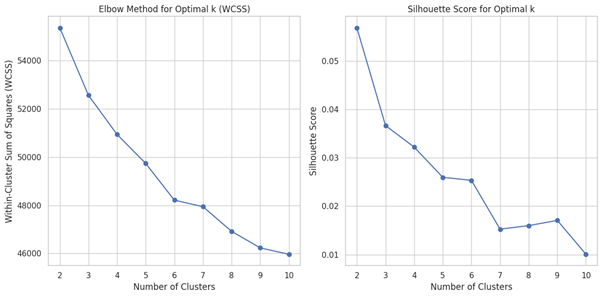 Elbow Method for Optimal k (WCSS)
Within-Cluster Sum of Squares (WCSS)
54000
52000
50000
48000
46000
2 3 4 5 6 7 8 9 10
Number of Clusters
Silhouette Score for Optimal k
Silhouette Score
0.05
0.04
0.03
0.02
0.01
2 3 4 5 6 7 8 9 10
Number of Clusters